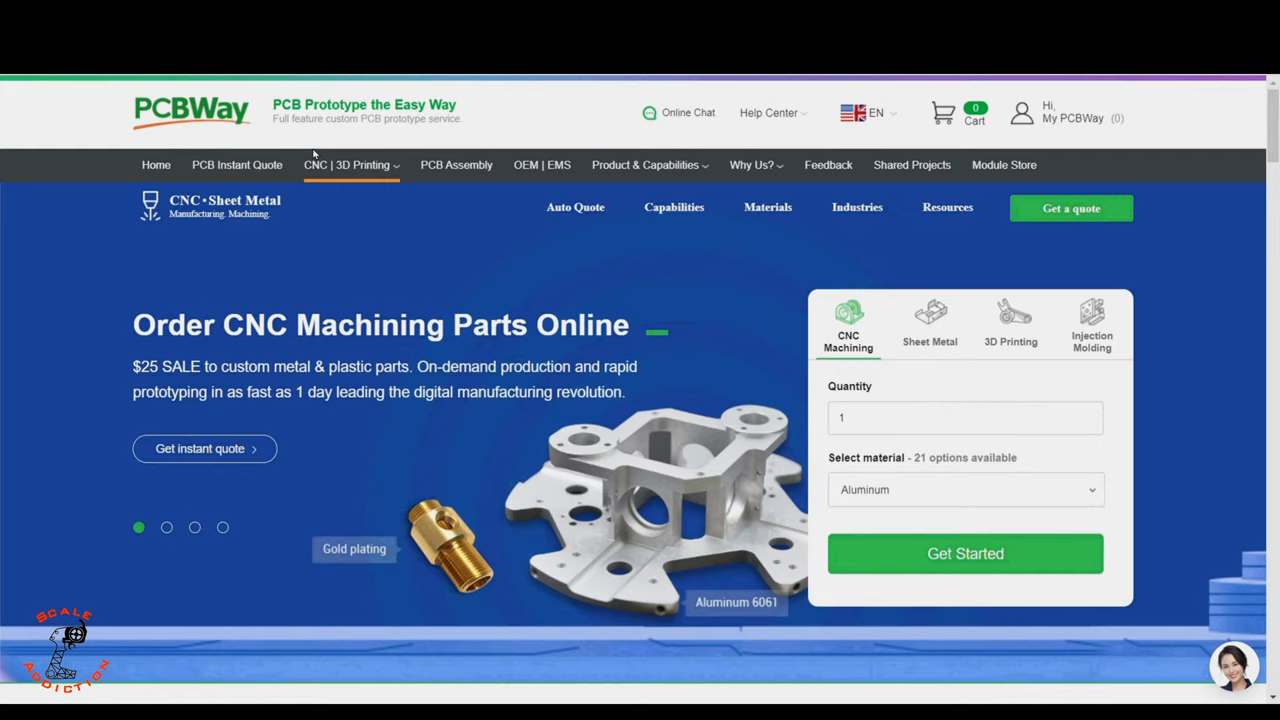 PCBWay
PCB Prototype the Easy Way
Full feature custom PCB prototype service.
Online Chat
Help Center
EN
0
Cart
Hi,
My PCBWay (0)
Home
PCB Instant Quote
CNC | 3D Printing
PCB Assembly
OEM | EMS
Product & Capabilities
Why Us?
Feedback
Shared Projects
Module Store
CNC • Sheet Metal
Manufacturing. Machining.
Auto Quote
Capabilities
Materials
Industries
Resources
Get a quote
Order CNC Machining Parts Online
$25 SALE to custom metal & plastic parts. On-demand production and rapid
prototyping in as fast as 1 day leading the digital manufacturing revolution.
Get instant quote
Gold plating
Aluminum 6061
CNC
Machining
Sheet Metal
3D Printing
Injection
Molding
Quantity
1
Select material - 21 options available
Aluminum
Get Started
SCALE
ADDICTION